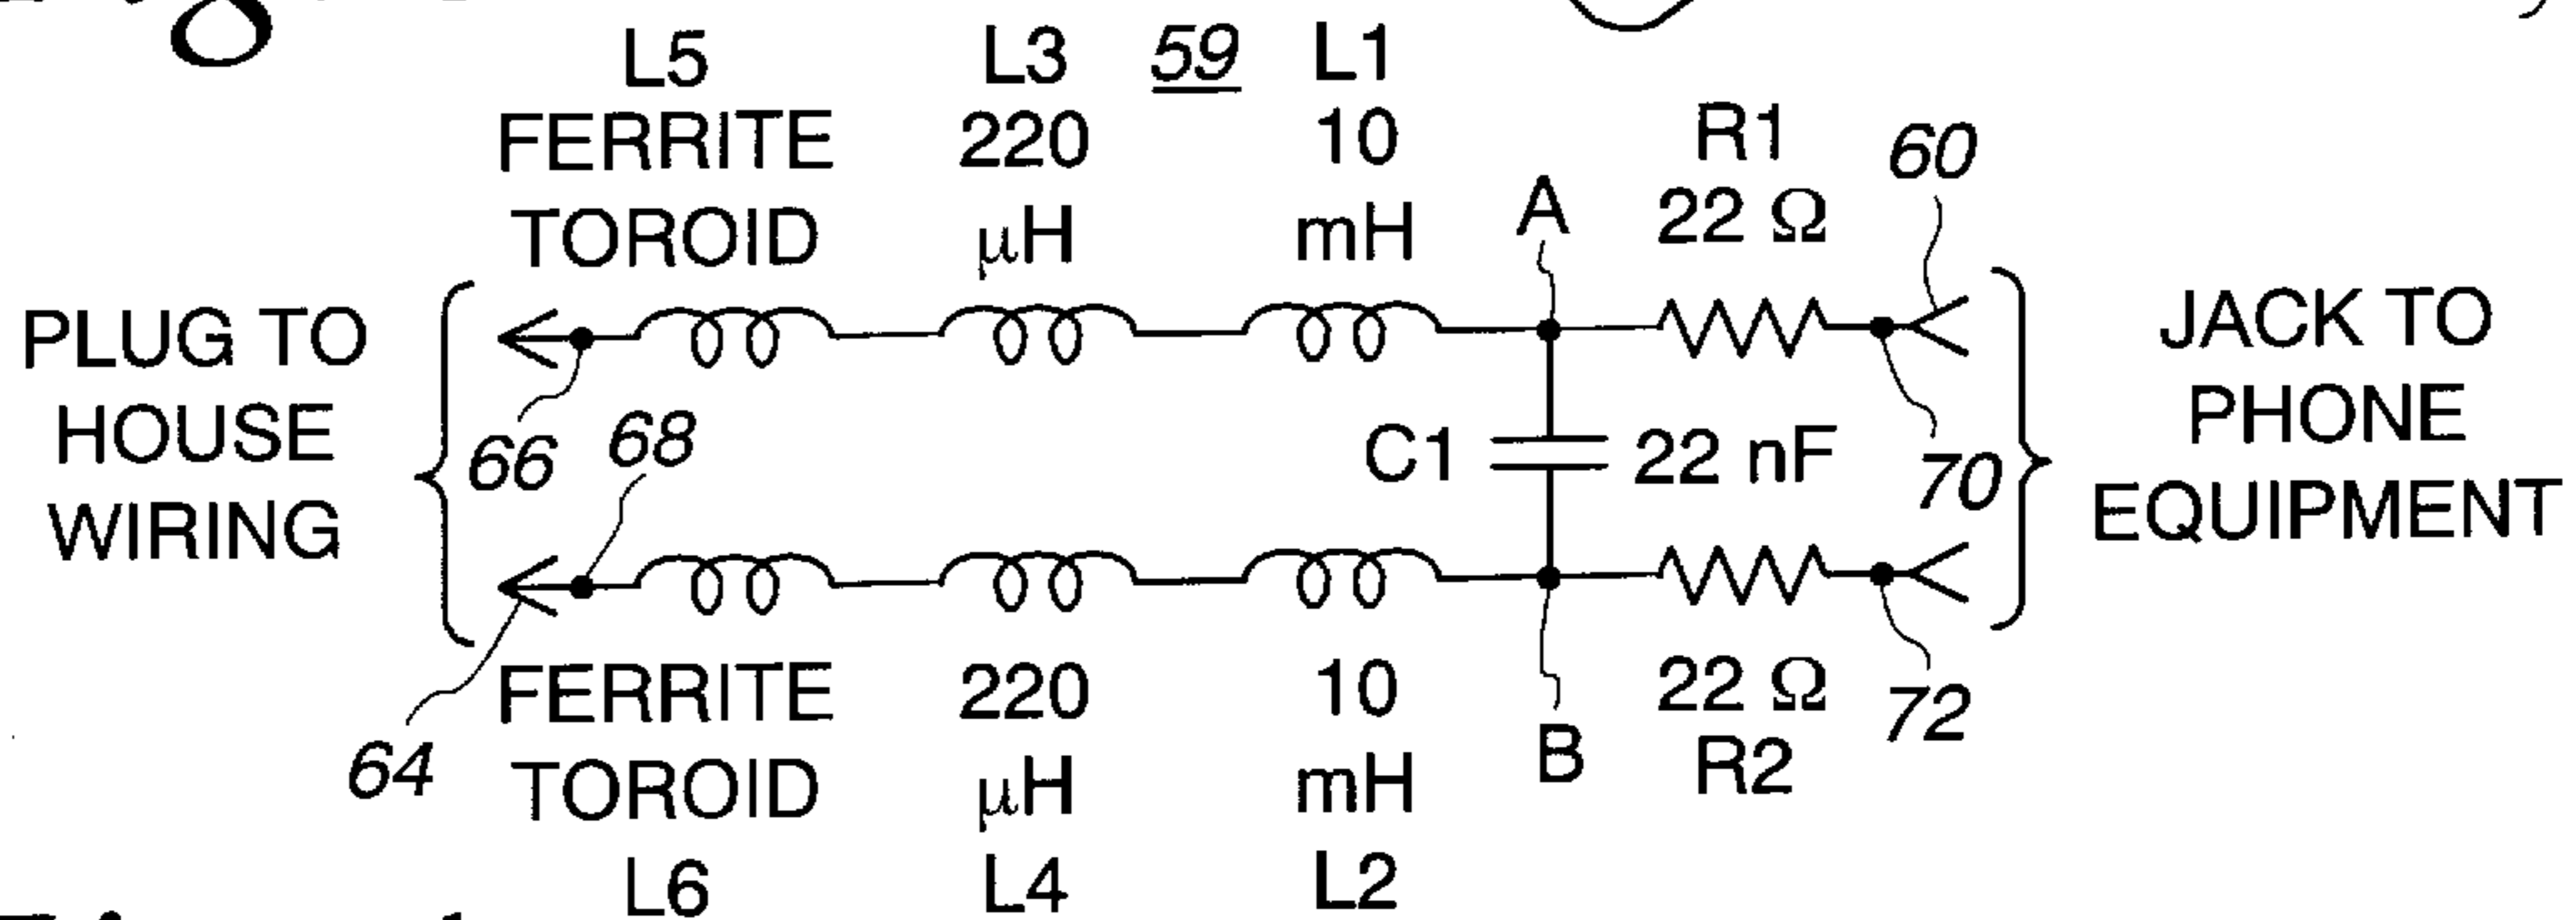 L5 L3 59 L1
FERRITE 220 10 R1 60
TOROID μH mH A 22 Ω
PLUG TO
HOUSE
WIRING
66 68
C1 22 nF
70
JACK TO
PHONE
EQUIPMENT
64
FERRITE 220 10 22 Ω 72
TOROID μH mH B R2
L6 L4 L2